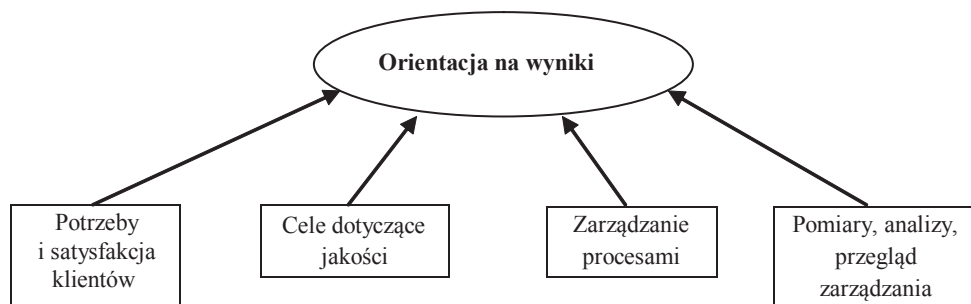 Orientacja na wyniki
Potrzeby
i satysfakcja
klientów
Cele dotyczące
jakości
Zarządzanie
procesami
Pomiary, analizy,
przegląd
zarządzania